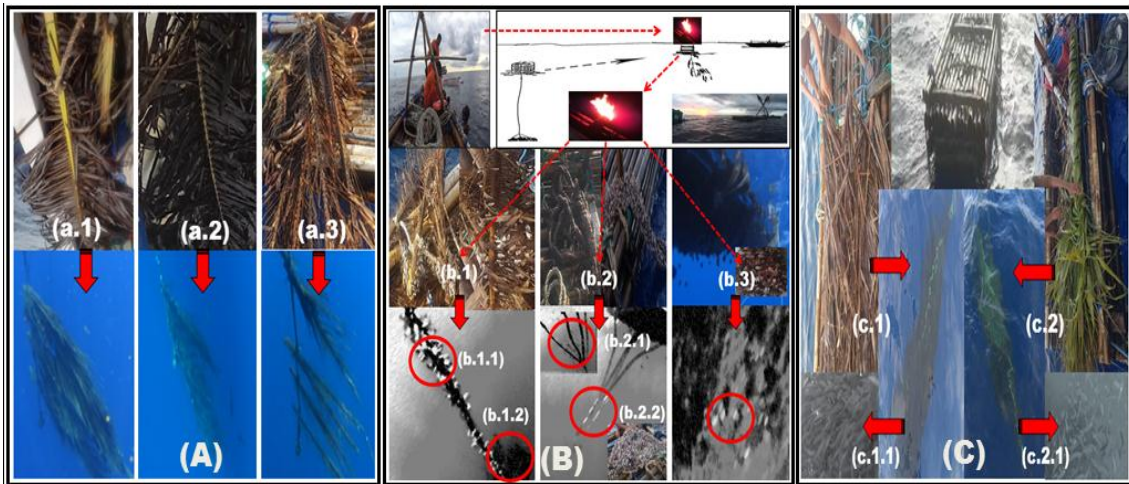 (a.1)
(a.2)
(a.3)
(A)
(b.1)
(b.2)
(b.3)
(b.1.1)
(b.2.1)
(b.1.2)
(b.2.2)
(B)
(c.1)
(c.2)
(c.1.1)
(C)
(c.2.1)